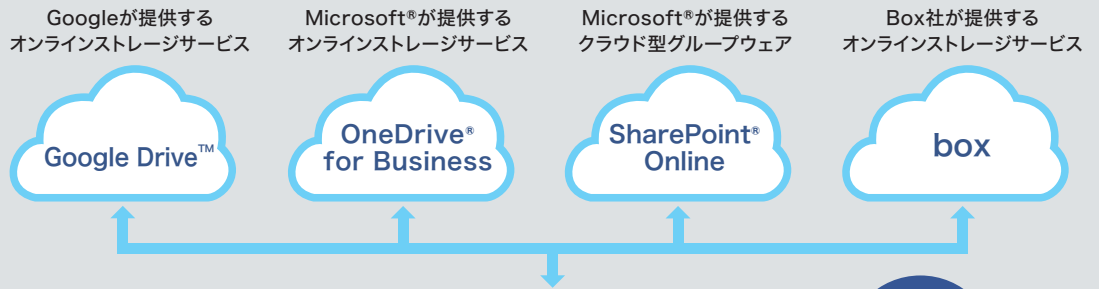 Googleが提供する
オンラインストレージサービス
Microsoft®が提供する
オンラインストレージサービス
Microsoft®が提供する
クラウド型グループウェア
Box社が提供する
オンラインストレージサービス
Google Drive™
OneDrive®
for Business
SharePoint®
Online
box